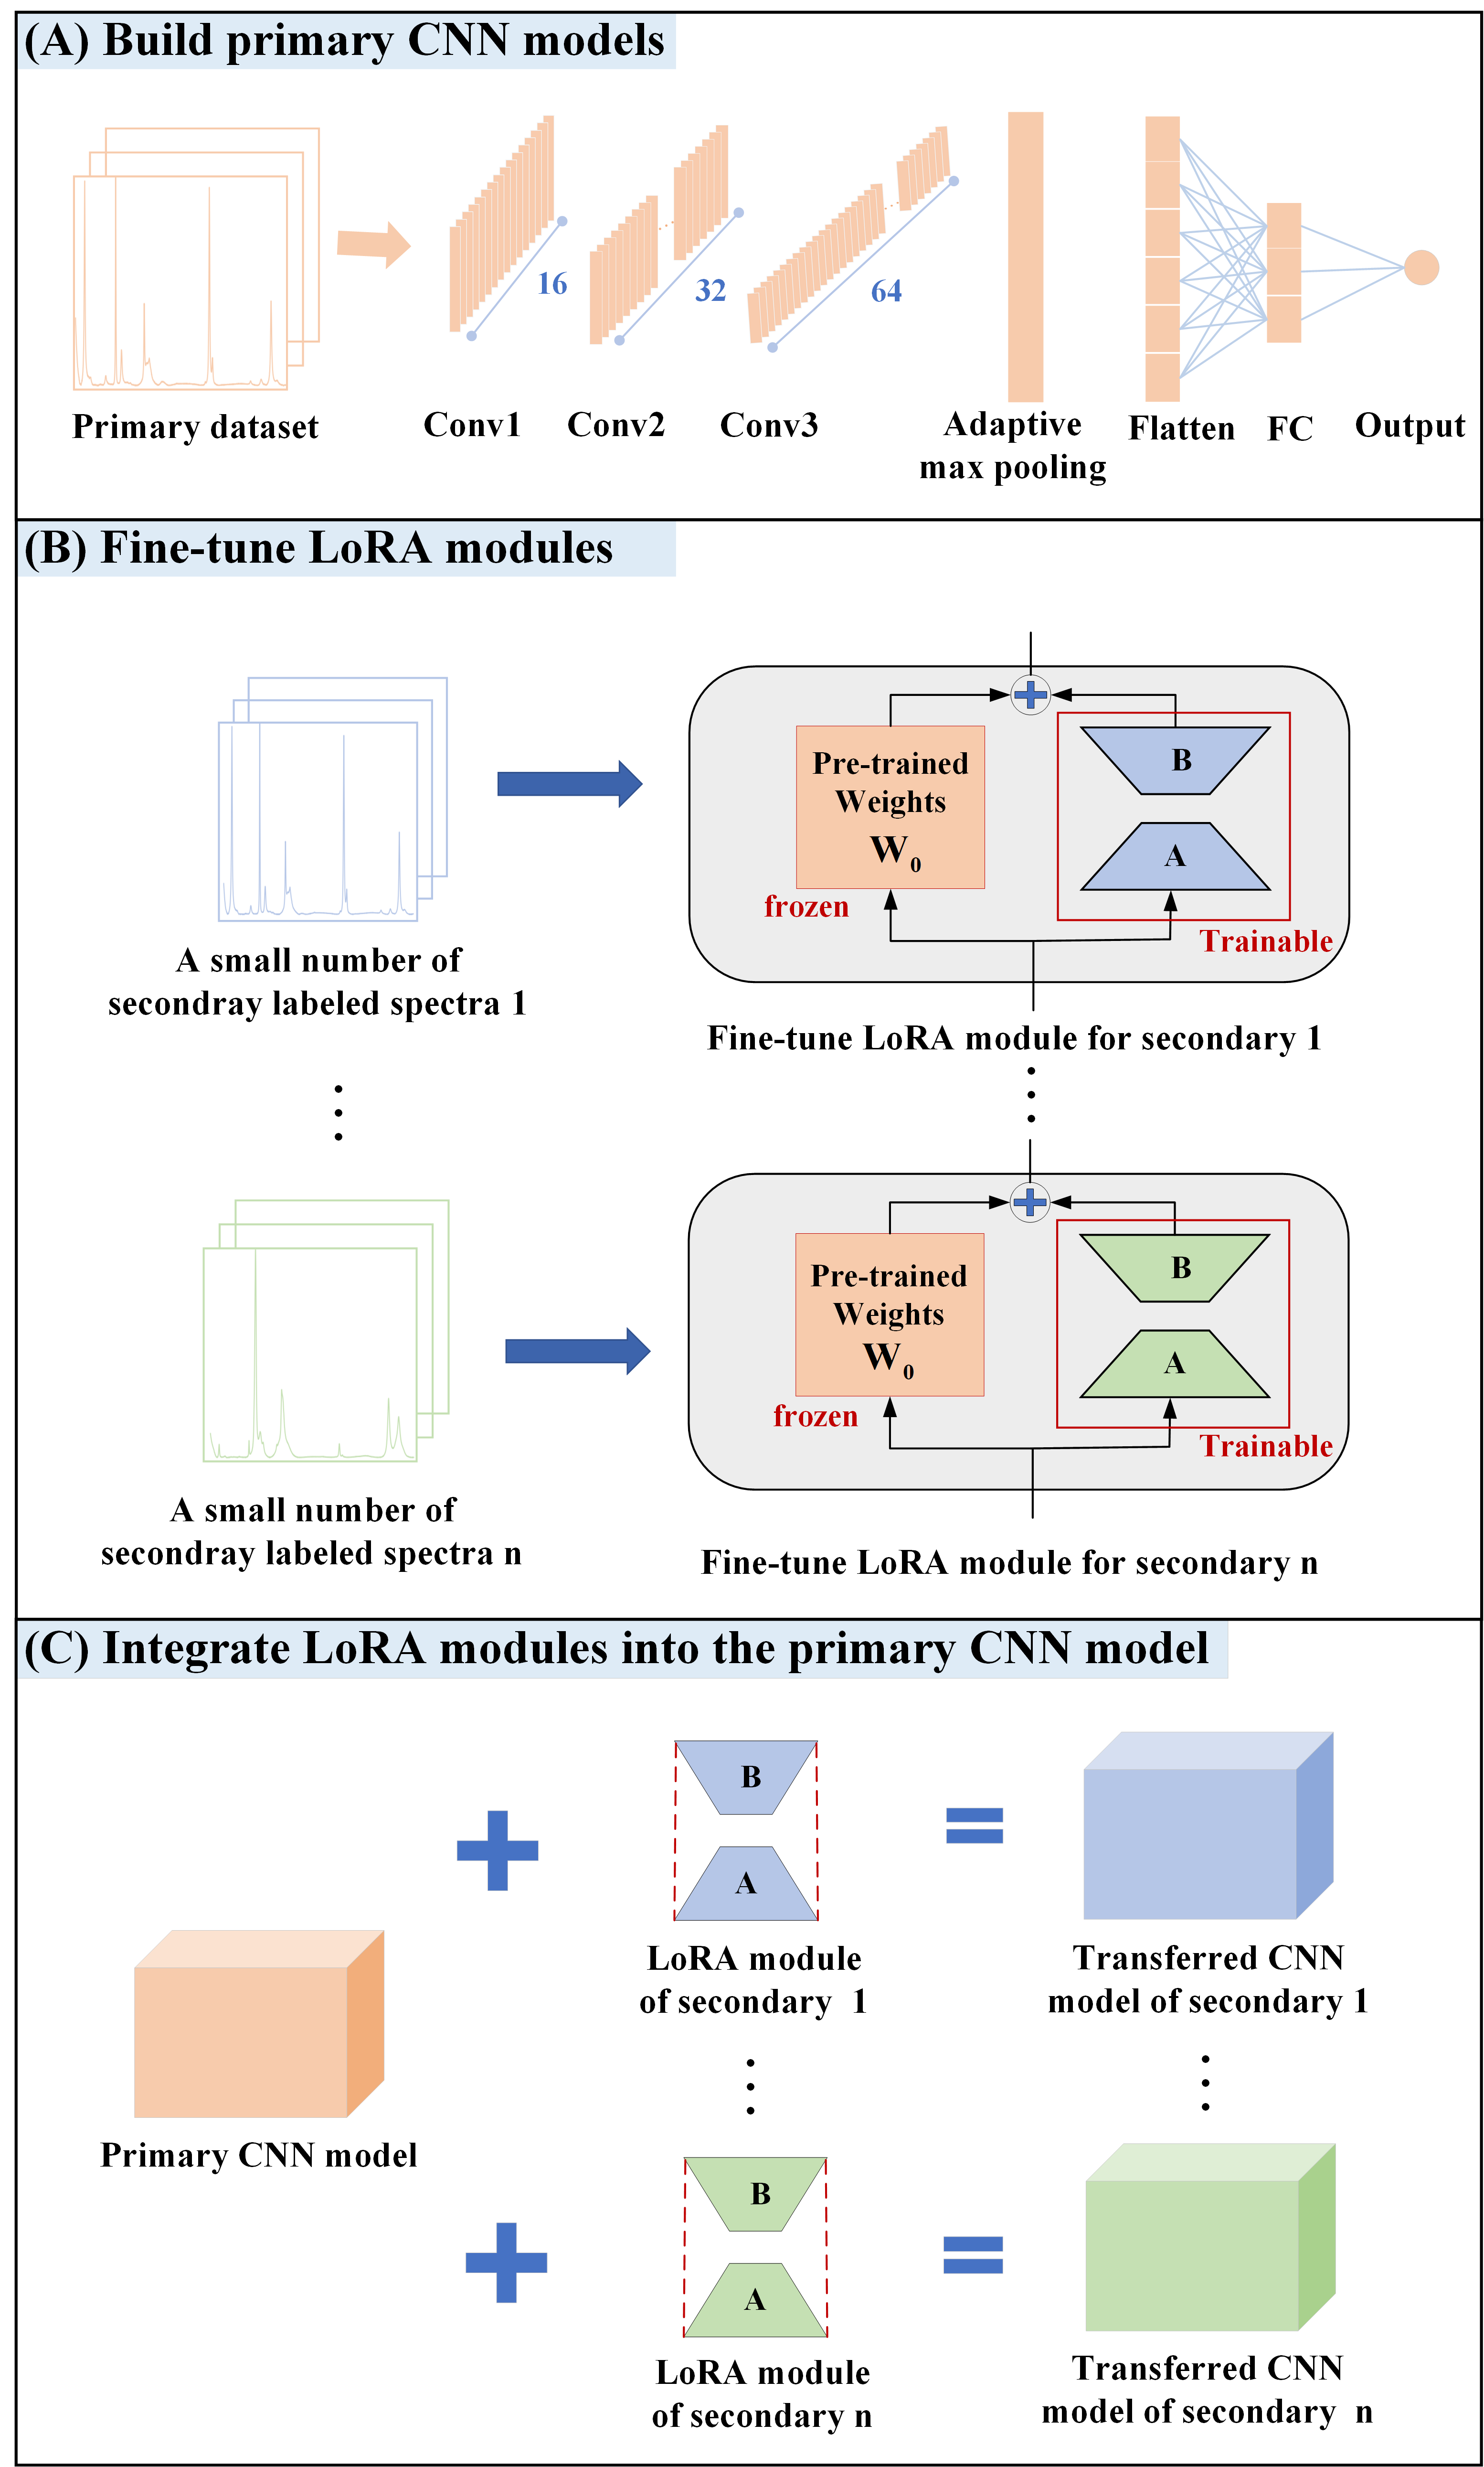 (A) Build primary CNN models
16
32
64
Primary dataset
Conv1
Conv2
Conv3
Adaptive
max pooling
Flatten
FC
Output
(B) Fine-tune LoRA modules
Pre-trained
Weights
W0
frozen
B
A
Trainable
A small number of
secondray labeled spectra 1
Fine-tune LoRA module for secondary 1
Pre-trained
Weights
W0
frozen
B
A
Trainable
A small number of
secondray labeled spectra n
Fine-tune LoRA module for secondary n
(C) Integrate LoRA modules into the primary CNN model
B
A
LoRA module
of secondary 1
Transferred CNN
model of secondary 1
Primary CNN model
B
A
LoRA module
of secondary n
Transferred CNN
model of secondary n